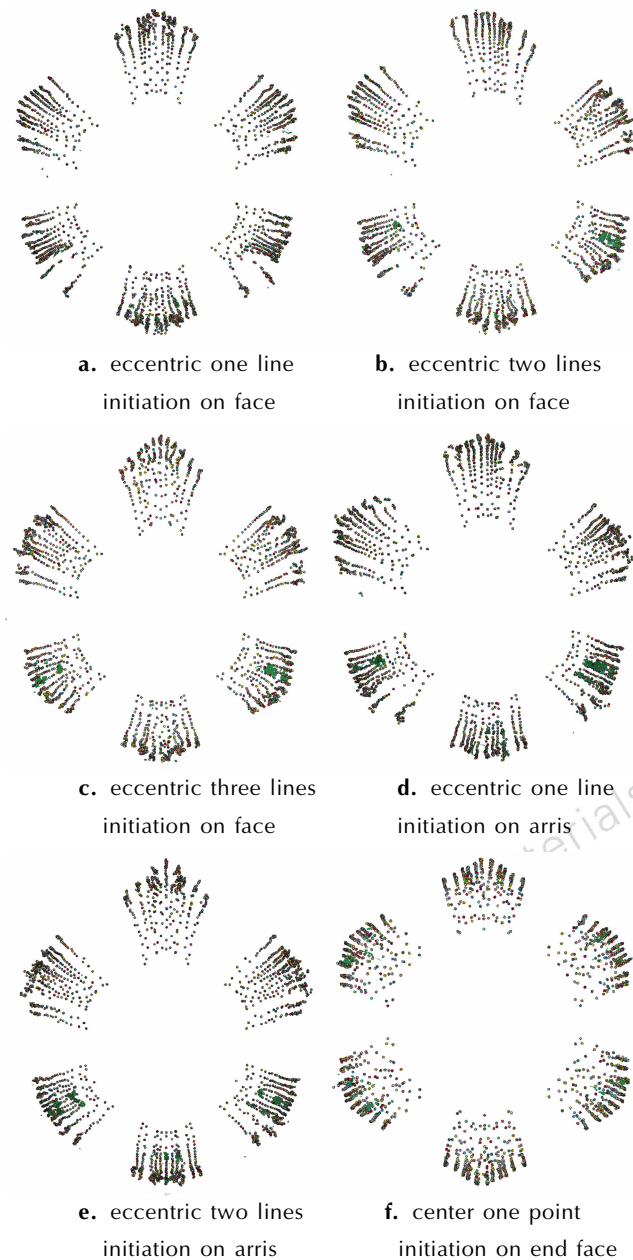 a. eccentric one line
initiation on face
b. eccentric two lines
initiation on face
c. eccentric three lines
initiation on face
d. eccentric one line
initiation on arris
e. eccentric two lines
initiation on arris
f. center one point
initiation on end face